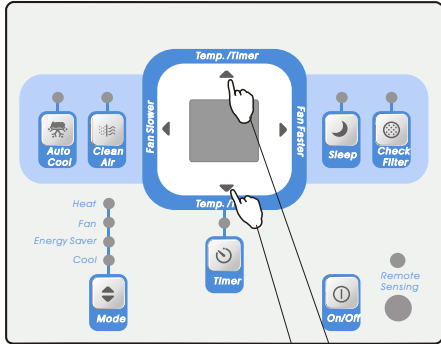 Temp./Timer
Fan Slower
Fan Faster
Auto
Cool
Clean
Air
Sleep
Check
Filter
Temp./
Heat
Fan
Energy Saver
Cool
Mode
Timer
On/Off
Remote
Sensing